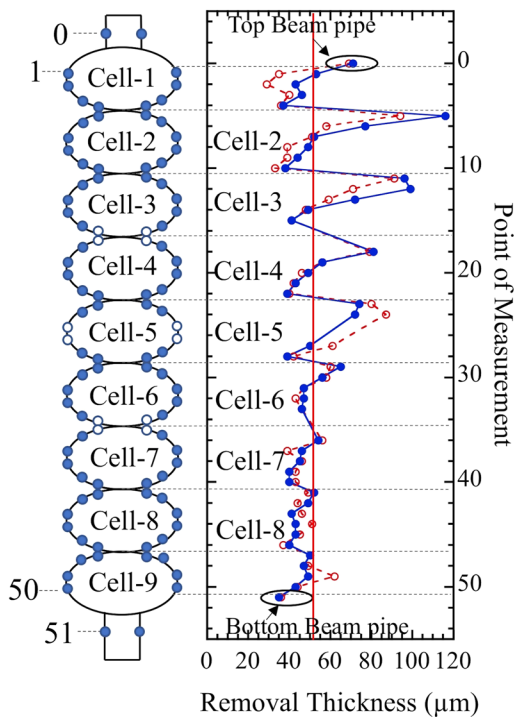 0
1
Cell-1
Cell-2
Cell-3
Cell-4
Cell-5
Cell-6
Cell-7
Cell-8
Cell-9
50
51
Top Beam pipe
Cell-2
Cell-3
Cell-4
Cell-5
Cell-6
Cell-7
Cell-8
Bottom Beam pipe
0
10
20
30
40
50
Point of Measurement
0 20 40 60 80 100 120
Removal Thickness (µm)